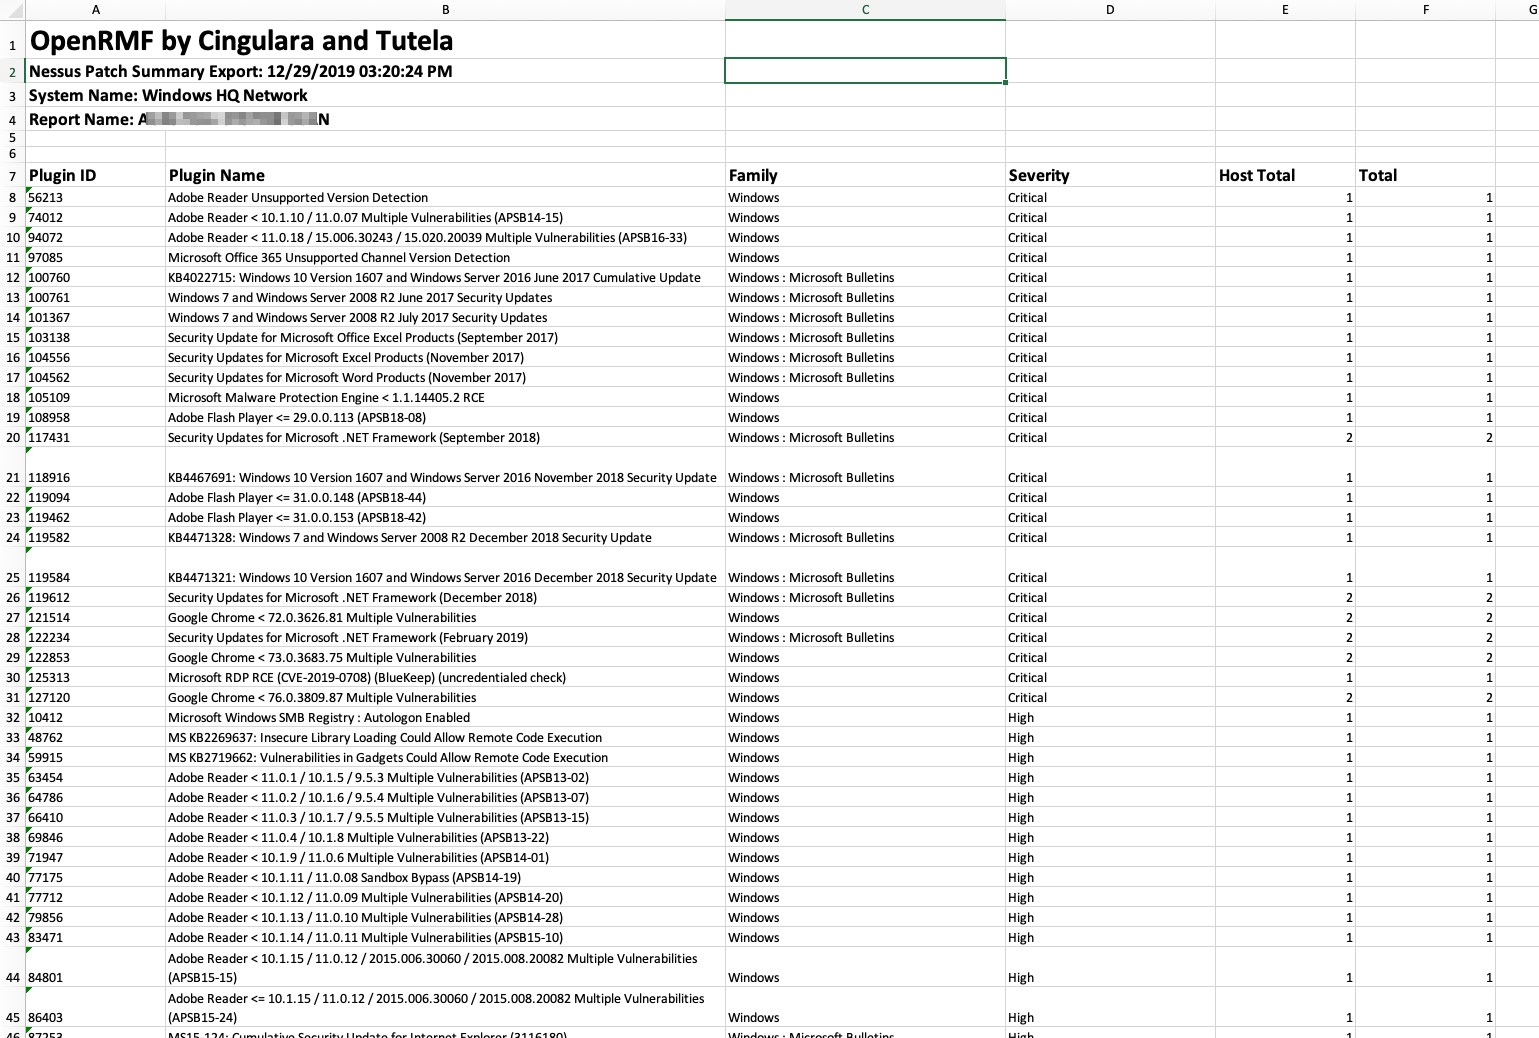 A B C D E F G
1 OpenRMF by Cingulara and Tutela
2 Nessus Patch Summary Export: 12/29/2019 03:20:24 PM
3 System Name: Windows HQ Network
4 Report Name: A N
5
6
7 Plugin ID Plugin Name Family Severity Host Total Total
8 56213 Adobe Reader Unsupported Version Detection Windows Critical 1 1
9 74012 Adobe Reader < 10.1.10 / 11.0.07 Multiple Vulnerabilities (APSB14-15) Windows Critical 1 1
10 94072 Adobe Reader < 11.0.18 / 15.006.30243 / 15.020.20039 Multiple Vulnerabilities (APSB16-33) Windows Critical 1 1
11 97085 Microsoft Office 365 Unsupported Channel Version Detection Windows Critical 1 1
12 100760 KB4022715: Windows 10 Version 1607 and Windows Server 2016 June 2017 Cumulative Update Windows : Microsoft Bulletins Critical 1 1
13 100761 Windows 7 and Windows Server 2008 R2 June 2017 Security Updates Windows : Microsoft Bulletins Critical 1 1
14 101367 Windows 7 and Windows Server 2008 R2 July 2017 Security Updates Windows : Microsoft Bulletins Critical 1 1
15 103138 Security Update for Microsoft Office Excel Products (September 2017) Windows : Microsoft Bulletins Critical 1 1
16 104556 Security Updates for Microsoft Excel Products (November 2017) Windows : Microsoft Bulletins Critical 1 1
17 104562 Security Updates for Microsoft Word Products (November 2017) Windows : Microsoft Bulletins Critical 1 1
18 105109 Microsoft Malware Protection Engine < 1.1.14405.2 RCE Windows Critical 1 1
19 108958 Adobe Flash Player <= 29.0.0.113 (APSB18-08) Windows Critical 1 1
20 117431 Security Updates for Microsoft .NET Framework (September 2018) Windows : Microsoft Bulletins Critical 2 2
21 118916 KB4467691: Windows 10 Version 1607 and Windows Server 2016 November 2018 Security Update Windows : Microsoft Bulletins Critical 1 1
22 119094 Adobe Flash Player <= 31.0.0.148 (APSB18-44) Windows Critical 1 1
23 119462 Adobe Flash Player <= 31.0.0.153 (APSB18-42) Windows Critical 1 1
24 119582 KB4471328: Windows 7 and Windows Server 2008 R2 December 2018 Security Update Windows : Microsoft Bulletins Critical 1 1
25 119584 KB4471321: Windows 10 Version 1607 and Windows Server 2016 December 2018 Security Update Windows : Microsoft Bulletins Critical 1 1
26 119612 Security Updates for Microsoft .NET Framework (December 2018) Windows : Microsoft Bulletins Critical 2 2
27 121514 Google Chrome < 72.0.3626.81 Multiple Vulnerabilities Windows Critical 2 2
28 122234 Security Updates for Microsoft .NET Framework (February 2019) Windows : Microsoft Bulletins Critical 2 2
29 122853 Google Chrome < 73.0.3683.75 Multiple Vulnerabilities Windows Critical 2 2
30 125313 Microsoft RDP RCE (CVE-2019-0708) (BlueKeep) (uncredentialed check) Windows Critical 1 1
31 127120 Google Chrome < 76.0.3809.87 Multiple Vulnerabilities Windows Critical 2 2
32 10412 Microsoft Windows SMB Registry : Autologon Enabled Windows High 1 1
33 48762 MS KB2269637: Insecure Library Loading Could Allow Remote Code Execution Windows High 1 1
34 59915 MS KB2719662: Vulnerabilities in Gadgets Could Allow Remote Code Execution Windows High 1 1
35 63454 Adobe Reader < 11.0.1 / 10.1.5 / 9.5.3 Multiple Vulnerabilities (APSB13-02) Windows High 1 1
36 64786 Adobe Reader < 11.0.2 / 10.1.6 / 9.5.4 Multiple Vulnerabilities (APSB13-07) Windows High 1 1
37 66410 Adobe Reader < 11.0.3 / 10.1.7 / 9.5.5 Multiple Vulnerabilities (APSB13-15) Windows High 1 1
38 69846 Adobe Reader < 11.0.4 / 10.1.8 Multiple Vulnerabilities (APSB13-22) Windows High 1 1
39 71947 Adobe Reader < 10.1.9 / 11.0.6 Multiple Vulnerabilities (APSB14-01) Windows High 1 1
40 77175 Adobe Reader < 10.1.11 / 11.0.08 Sandbox Bypass (APSB14-19) Windows High 1 1
41 77712 Adobe Reader < 10.1.12 / 11.0.09 Multiple Vulnerabilities (APSB14-20) Windows High 1 1
42 79856 Adobe Reader < 10.1.13 / 11.0.10 Multiple Vulnerabilities (APSB14-28) Windows High 1 1
43 83471 Adobe Reader < 10.1.14 / 11.0.11 Multiple Vulnerabilities (APSB15-10) Windows High 1 1
Adobe Reader < 10.1.15 / 11.0.12 / 2015.006.30060 / 2015.008.20082 Multiple Vulnerabilities
44 84801 (APSB15-15) Windows High 1 1
Adobe Reader <= 10.1.15 / 11.0.12 / 2015.006.30060 / 2015.008.20082 Multiple Vulnerabilities
45 86403 (APSB15-24) Windows High 1 1
46 87253 MS15-124: Cumulative Security Update for Internet Explorer (3116180) Windows : Microsoft Bulletins High 1 1